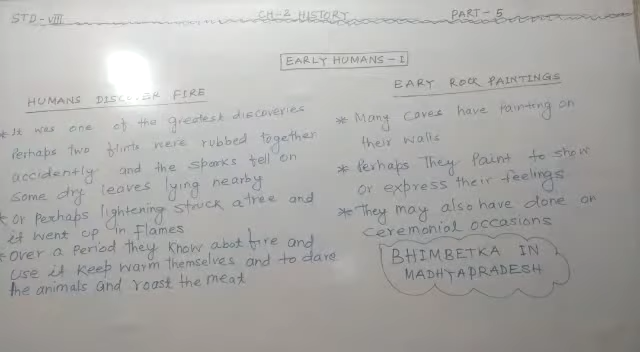 STD-VIII CH-2 HISTORY PART-5
EARLY HUMANS-I
HUMANS DISCOVER FIRE
* It was one of the greatest discoveries
Perhaps two flints were rubbed together
accidently and the sparks fell on
some dry leaves lying nearby
* or Perhaps lightening struck a tree and
it went up in Flames
* Over a Period they know abot fire and
use it keep warm themselves and to dare
the animals and roast the meat
EARY ROCK PAINTINGS
* Many caves have Painting on
their walls
* Perhaps They Paint to show
or express their feelings
* They may also have done on
ceremonial occasions
BHIMBETKA IN
MADHYAPRADESH